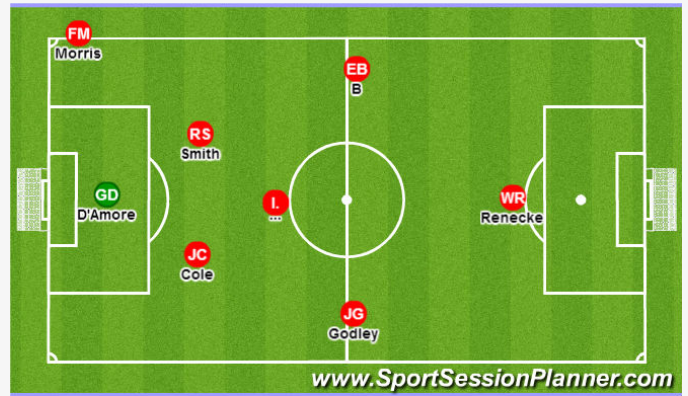 FM
Morris
EB
B
RS
Smith
GD
D'Amore
I.
...
WR
Renecke
JC
Cole
JG
Godley
www.SportSessionPlanner.com